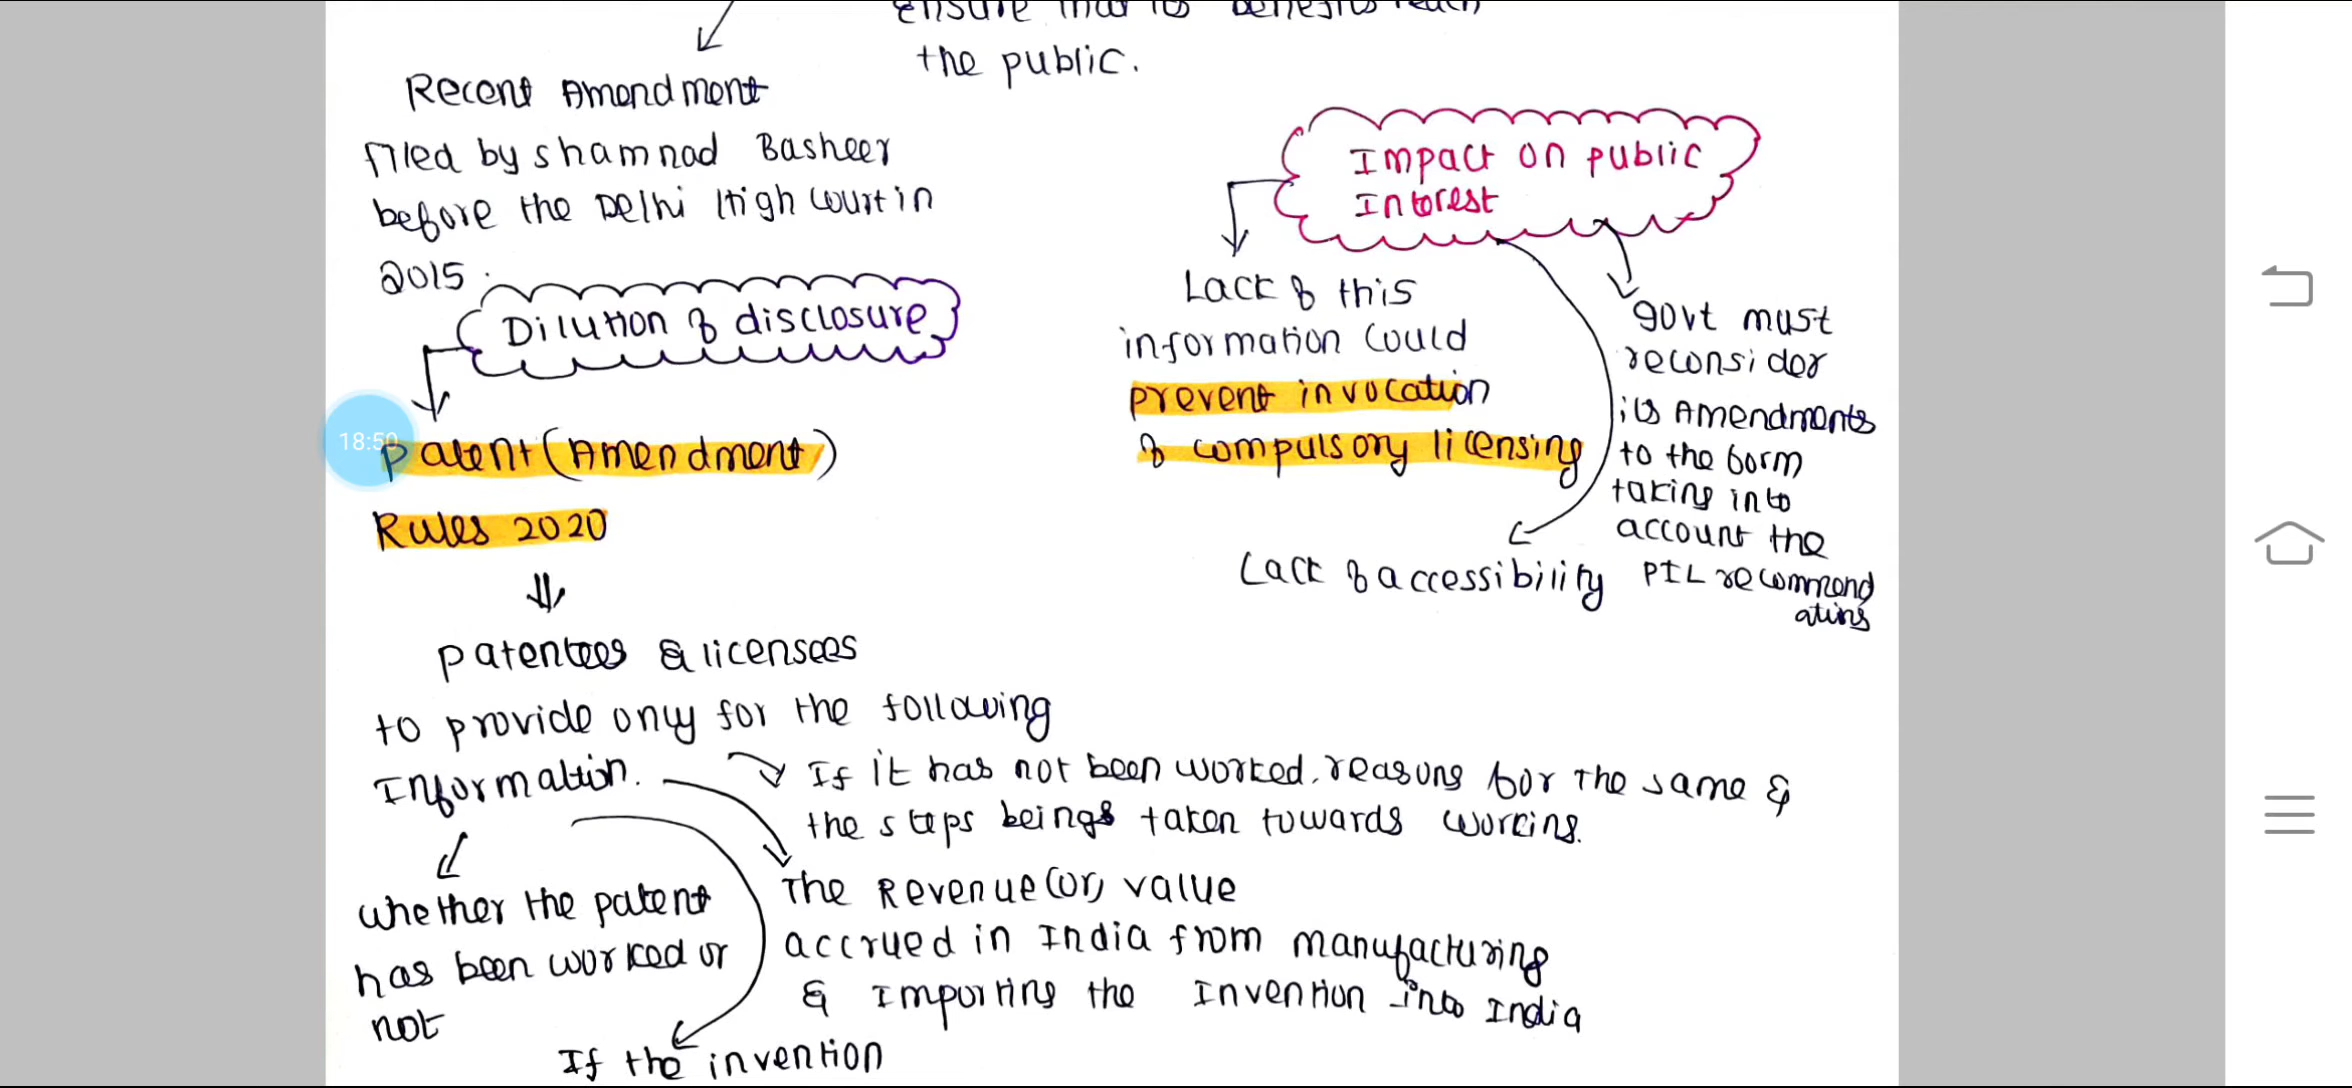 the public.
Recent Amendment
filed by shamnad Basheer
before the Delhi High court in
2015.
Dilution of disclosure
Patent (Amendment)
Rules 2020
patentees & licensees
to provide only for the following
Information.
If it has not been worked, reasons for the same &
the steps beings taken towards working.
The Revenue (or) value
accrued in India from manufacturing
& Importing the Invention into India
whether the patent
has been worked or
not
If the invention
Impact on public
Interest
Lack of this
information could
prevent invocation
of compulsory licensing
Lack of accessibility
govt must
reconsider
its Amendments
to the form
taking into
account the
PIL recommend
ations
18:50